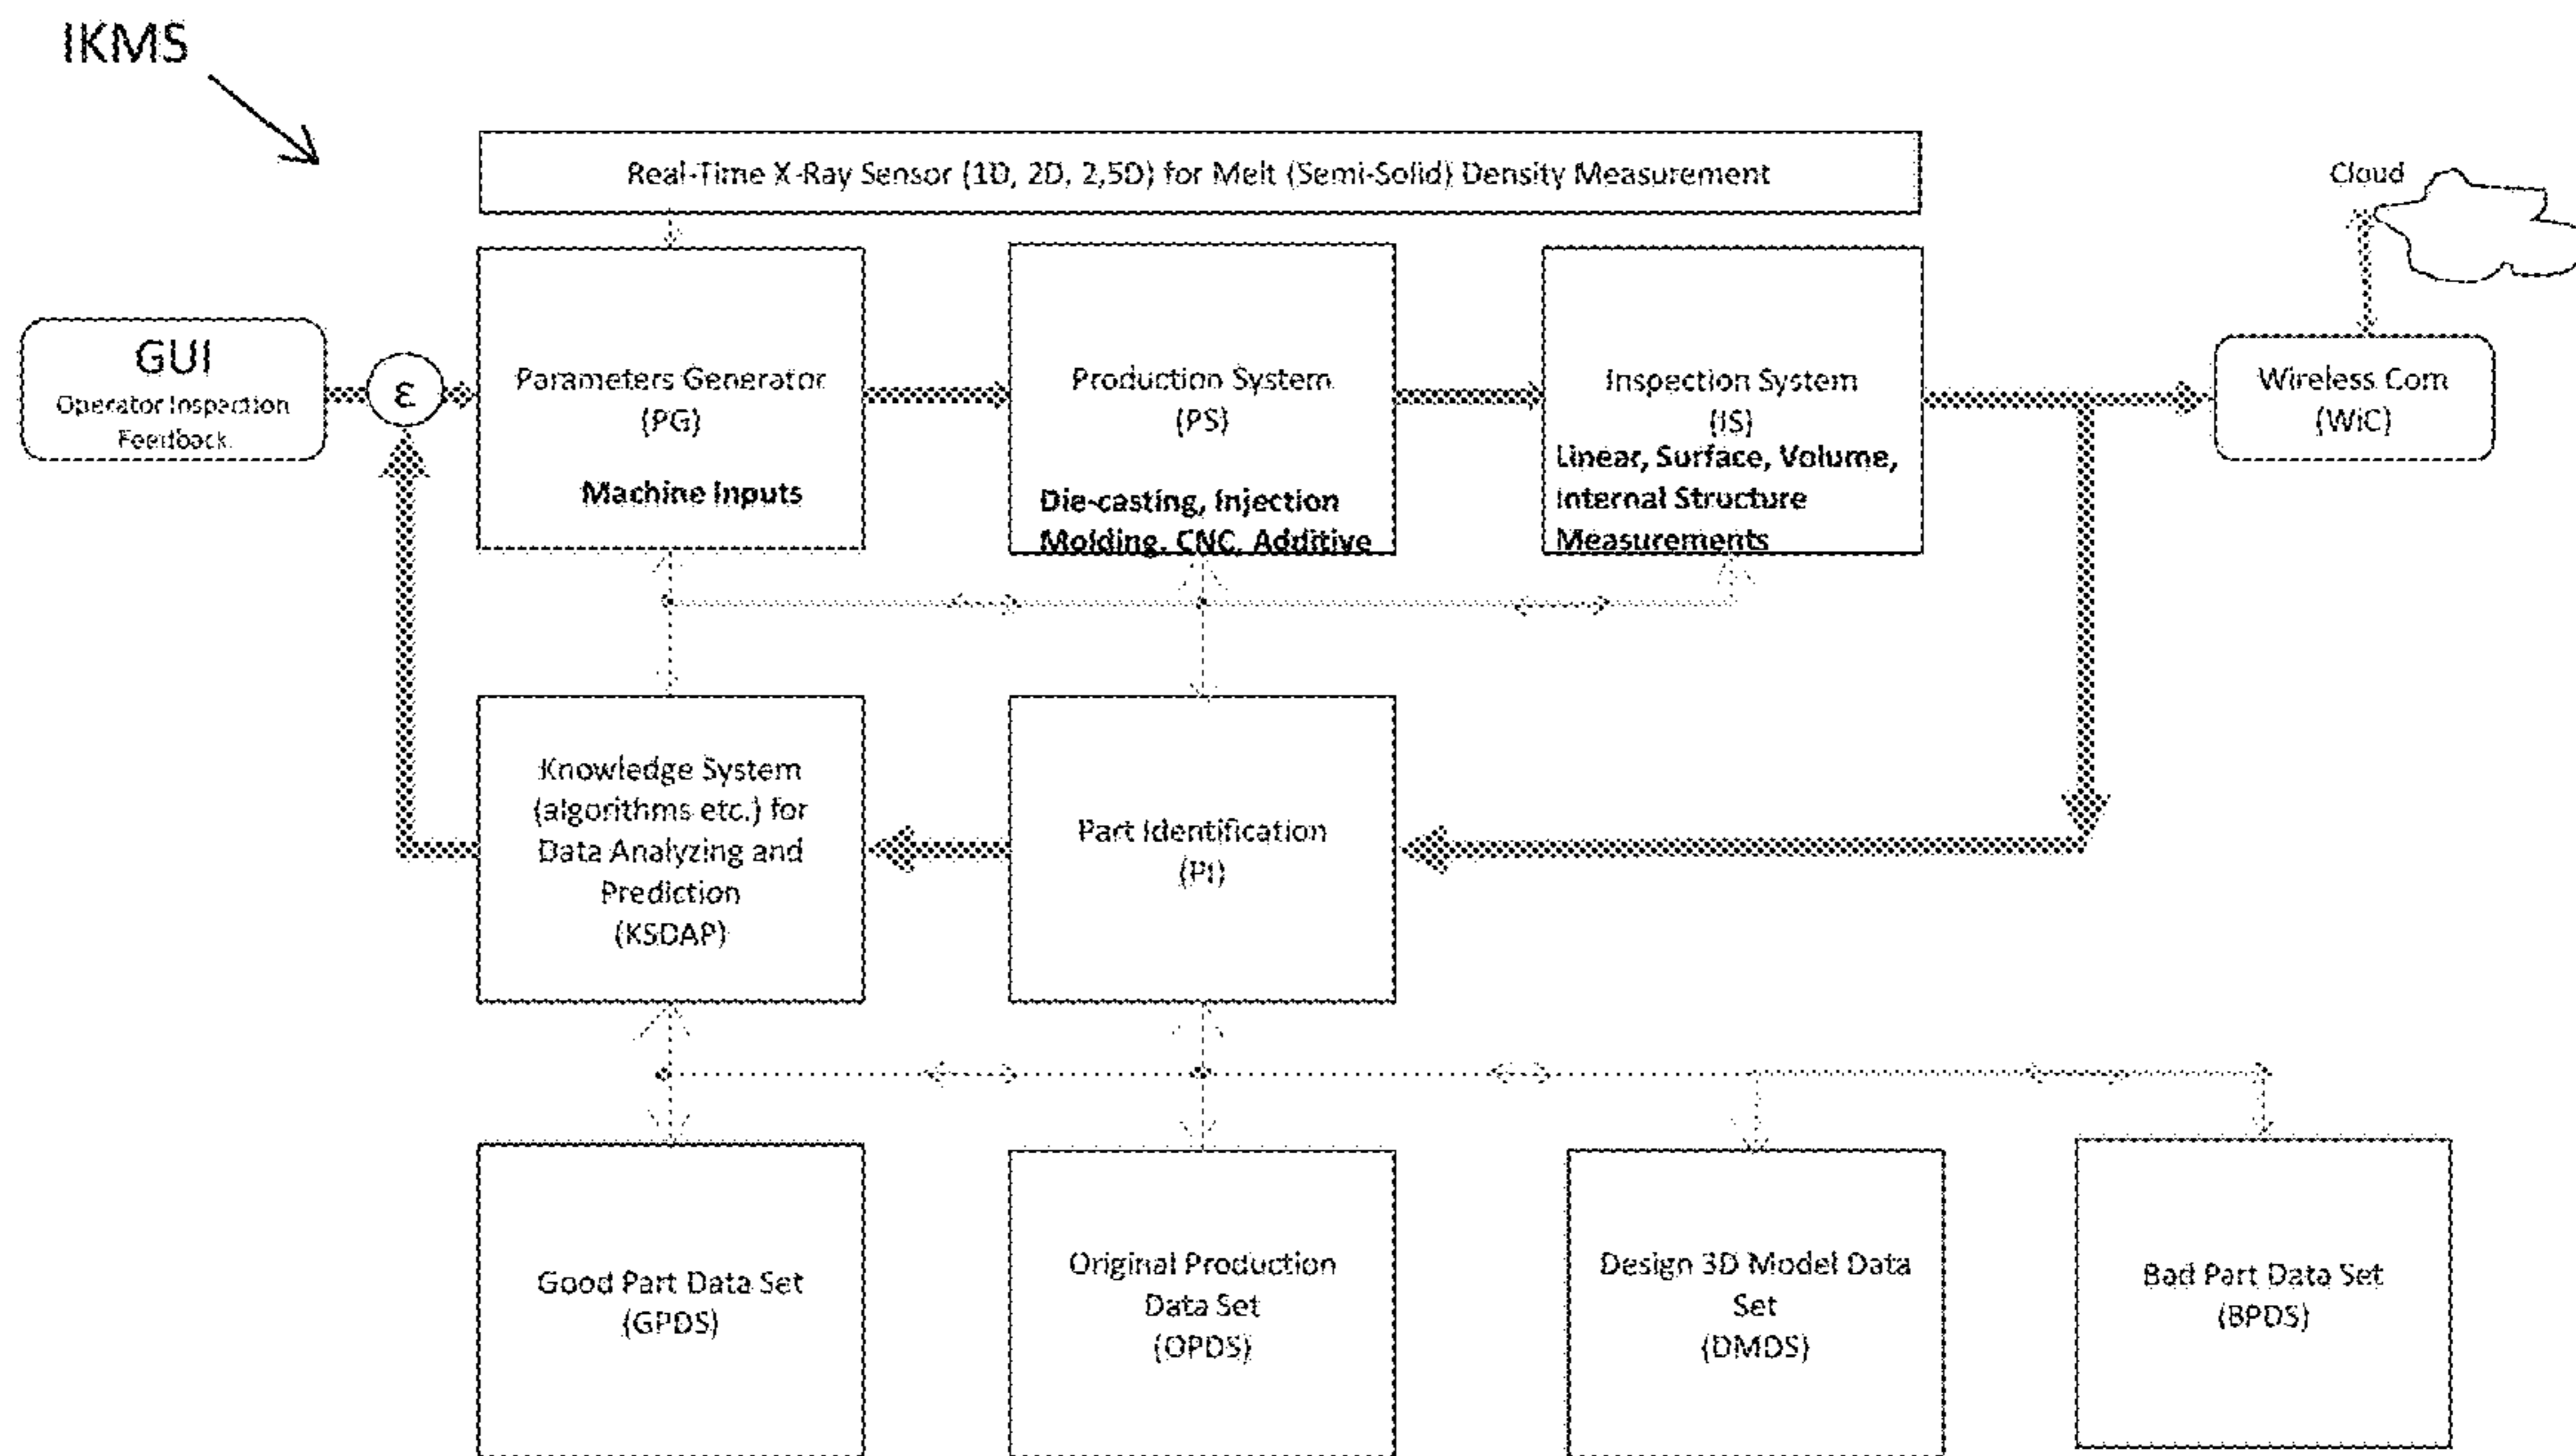 IKMS
Real-Time X-Ray Sensor (1D, 2D, 2,5D) for Melt (Semi-Solid) Density Measurement
Cloud
GUI
Operator Inspection
Feedback
ε
Parameters Generator
(PG)
Machine Inputs
Production System
(PS)
Die-casting, Injection
Molding, CNC, Additive
Inspection System
(IS)
Linear, Surface, Volume,
Internal Structure
Measurements
Wireless Com
(WiC)
Knowledge System
(algorithms etc.) for
Data Analyzing and
Prediction
(KSDAP)
Part Identification
(PI)
Good Part Data Set
(GPDS)
Original Production
Data Set
(OPDS)
Design 3D Model Data
Set
(DMDS)
Bad Part Data Set
(BPDS)